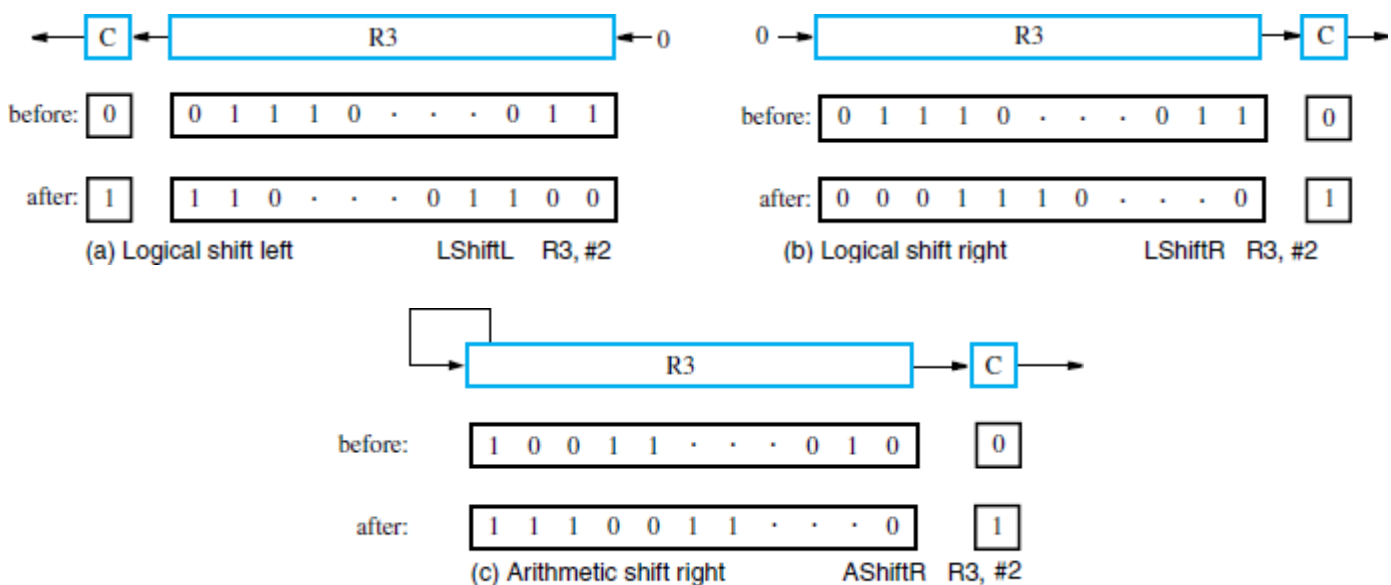 C R3 0
before: 0 0 1 1 1 0 . . . 0 1 1
after: 1 1 1 0 . . . 0 1 1 0 0
(a) Logical shift left LShiftL R3, #2
0 R3 C
before: 0 1 1 1 0 . . . 0 1 1 0
after: 0 0 0 1 1 1 0 . . . 0 1
(b) Logical shift right LShiftR R3, #2
R3 C
before: 1 0 0 1 1 . . . 0 1 0 0
after: 1 1 1 0 0 1 1 . . . 0 1
(c) Arithmetic shift right AShiftR R3, #2